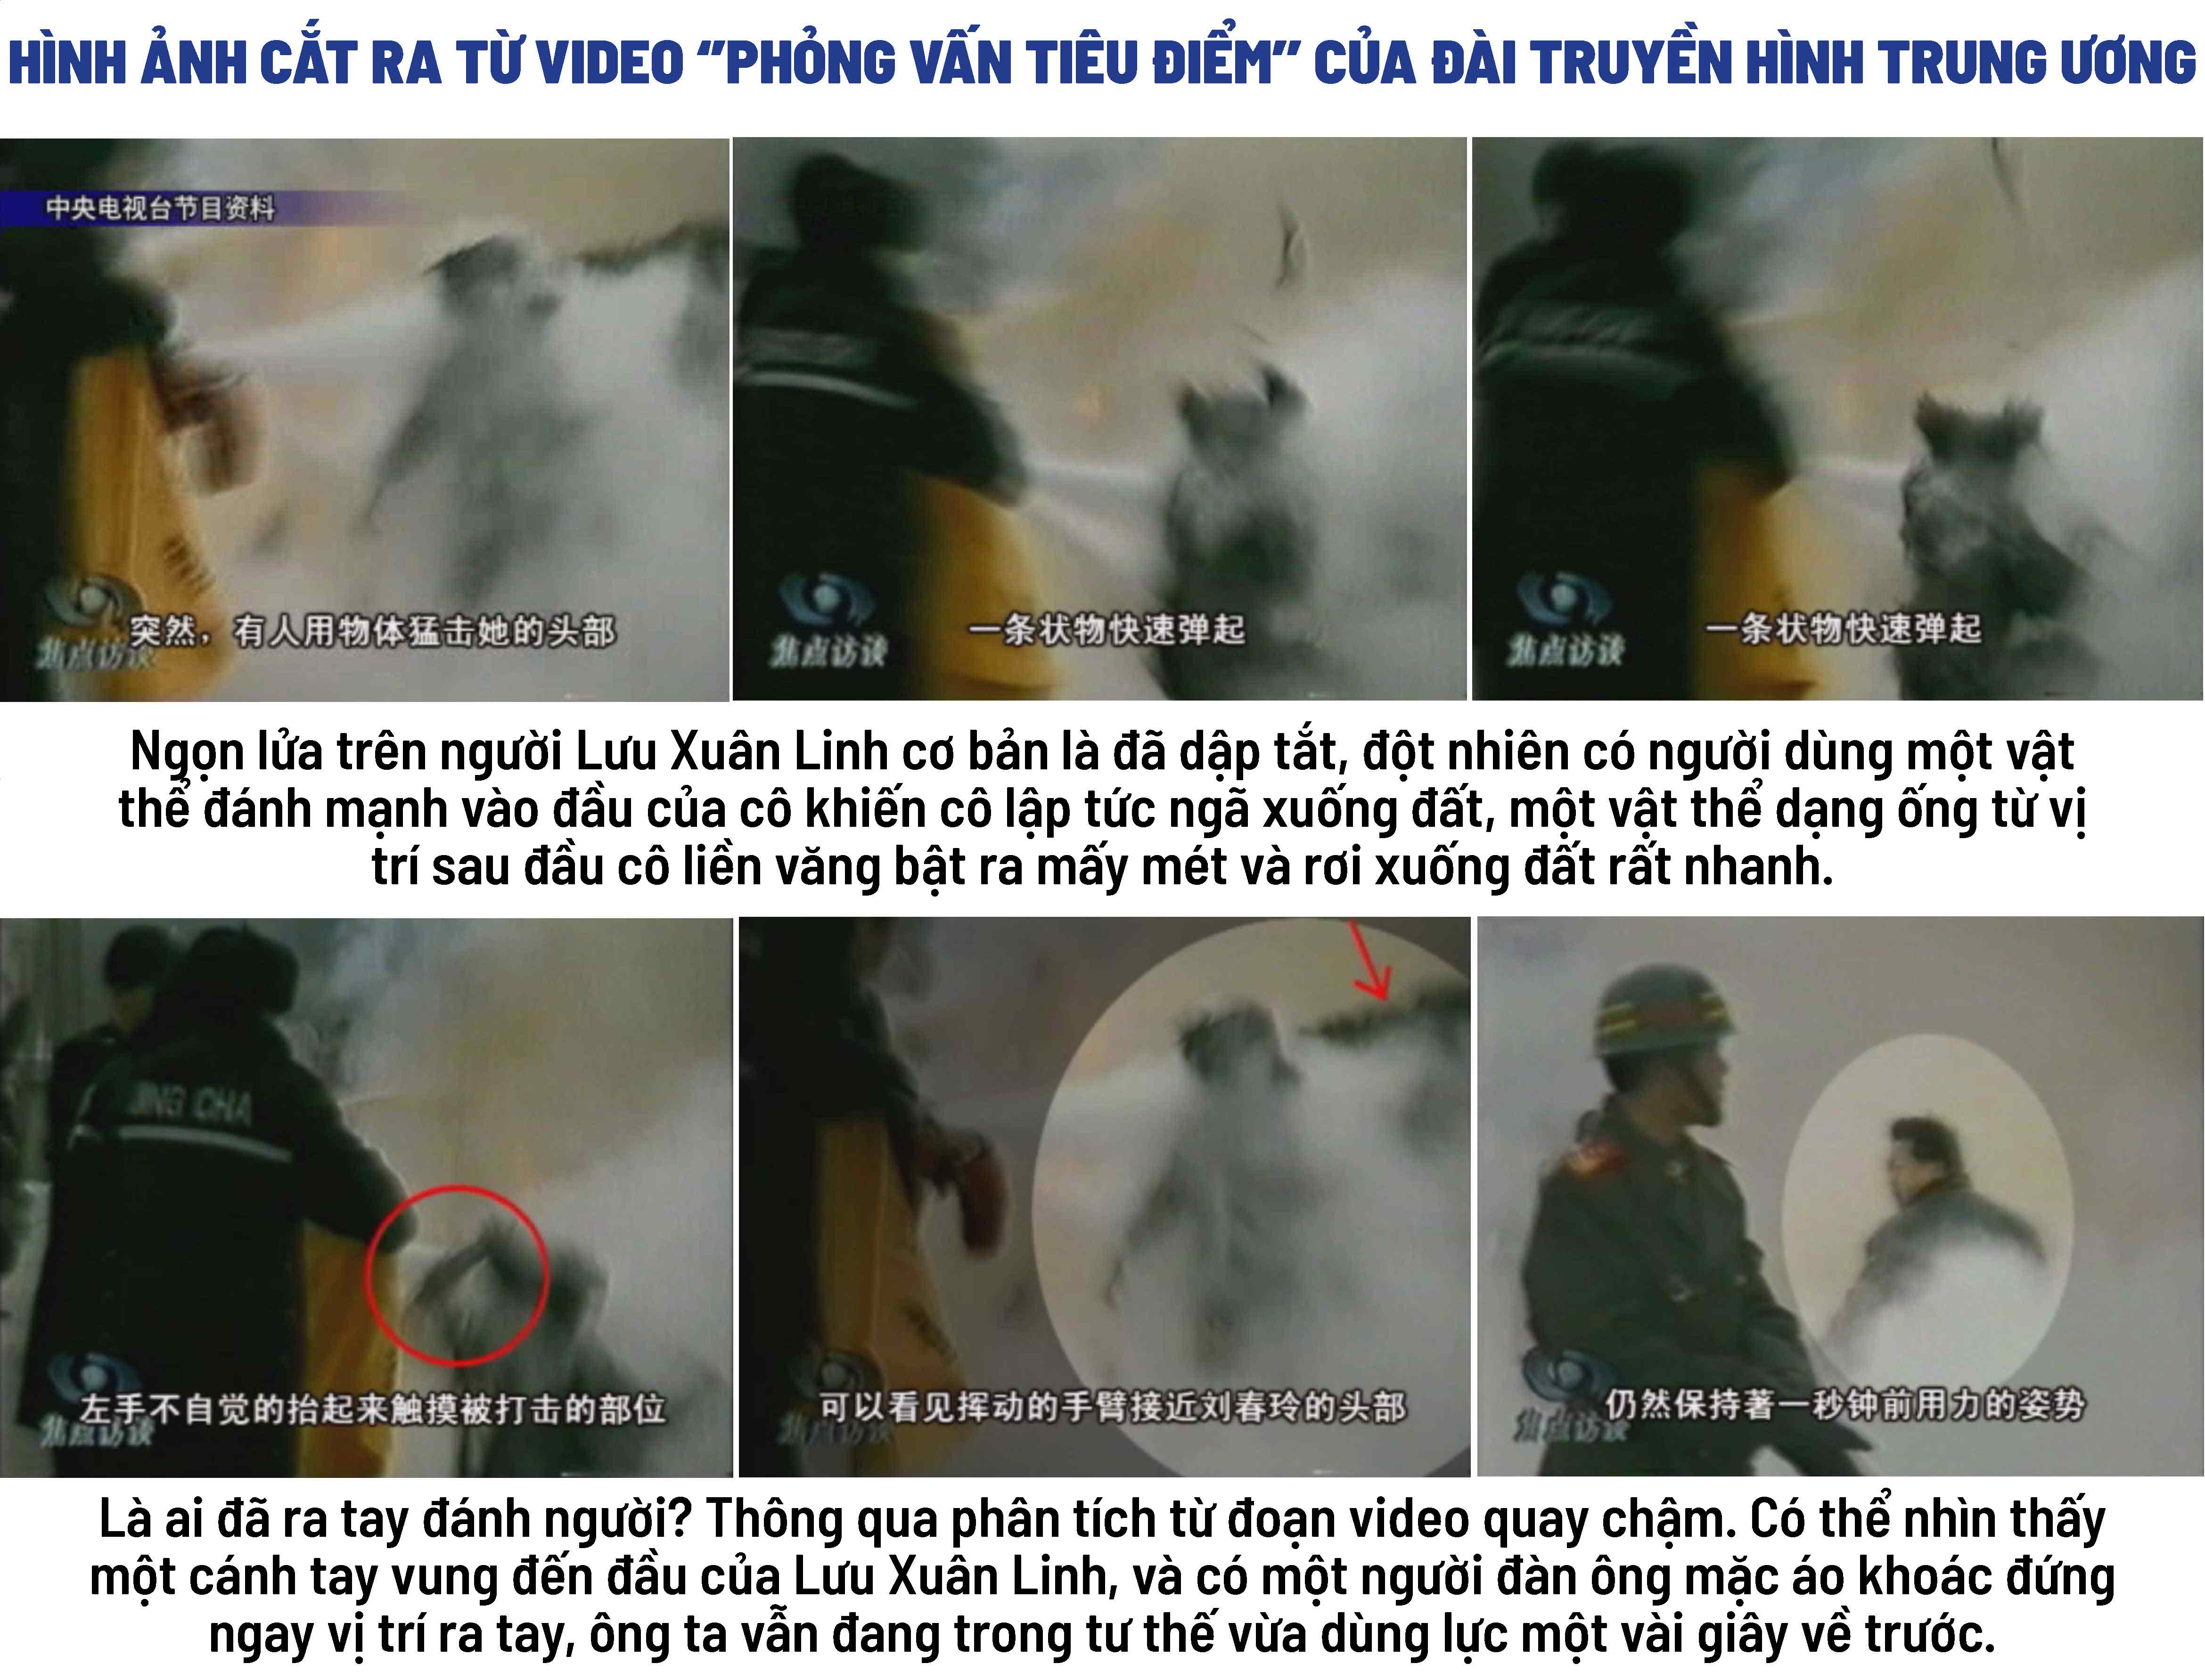 HÌNH ẢNH CẮT RA TỪ VIDEO “PHỎNG VẤN TIÊU ĐIỂM” CỦA ĐÀI TRUYỀN HÌNH TRUNG ƯƠNG
中央电视台节目资料
突然，有人用物体猛击她的头部
焦点访谈
一条状物快速弹起
焦点访谈
一条状物快速弹起
焦点访谈
Ngọn lửa trên người Lưu Xuân Linh cơ bản là đã dập tắt, đột nhiên có người dùng một vật
thể đánh mạnh vào đầu của cô khiến cô lập tức ngã xuống đất, một vật thể dạng ống từ vị
trí sau đầu cô liền văng bật ra mấy mét và rơi xuống đất rất nhanh.
JING CHA
左手不自觉的抬起来触摸被打击的部位
焦点访谈
可以看见挥动的手臂接近刘春玲的头部
焦点访谈
仍然保持著一秒钟前用力的姿势
焦点访谈
Là ai đã ra tay đánh người? Thông qua phân tích từ đoạn video quay chậm. Có thể nhìn thấy
một cánh tay vung đến đầu của Lưu Xuân Linh, và có một người đàn ông mặc áo khoác đứng
ngay vị trí ra tay, ông ta vẫn đang trong tư thế vừa dùng lực một vài giây về trước.